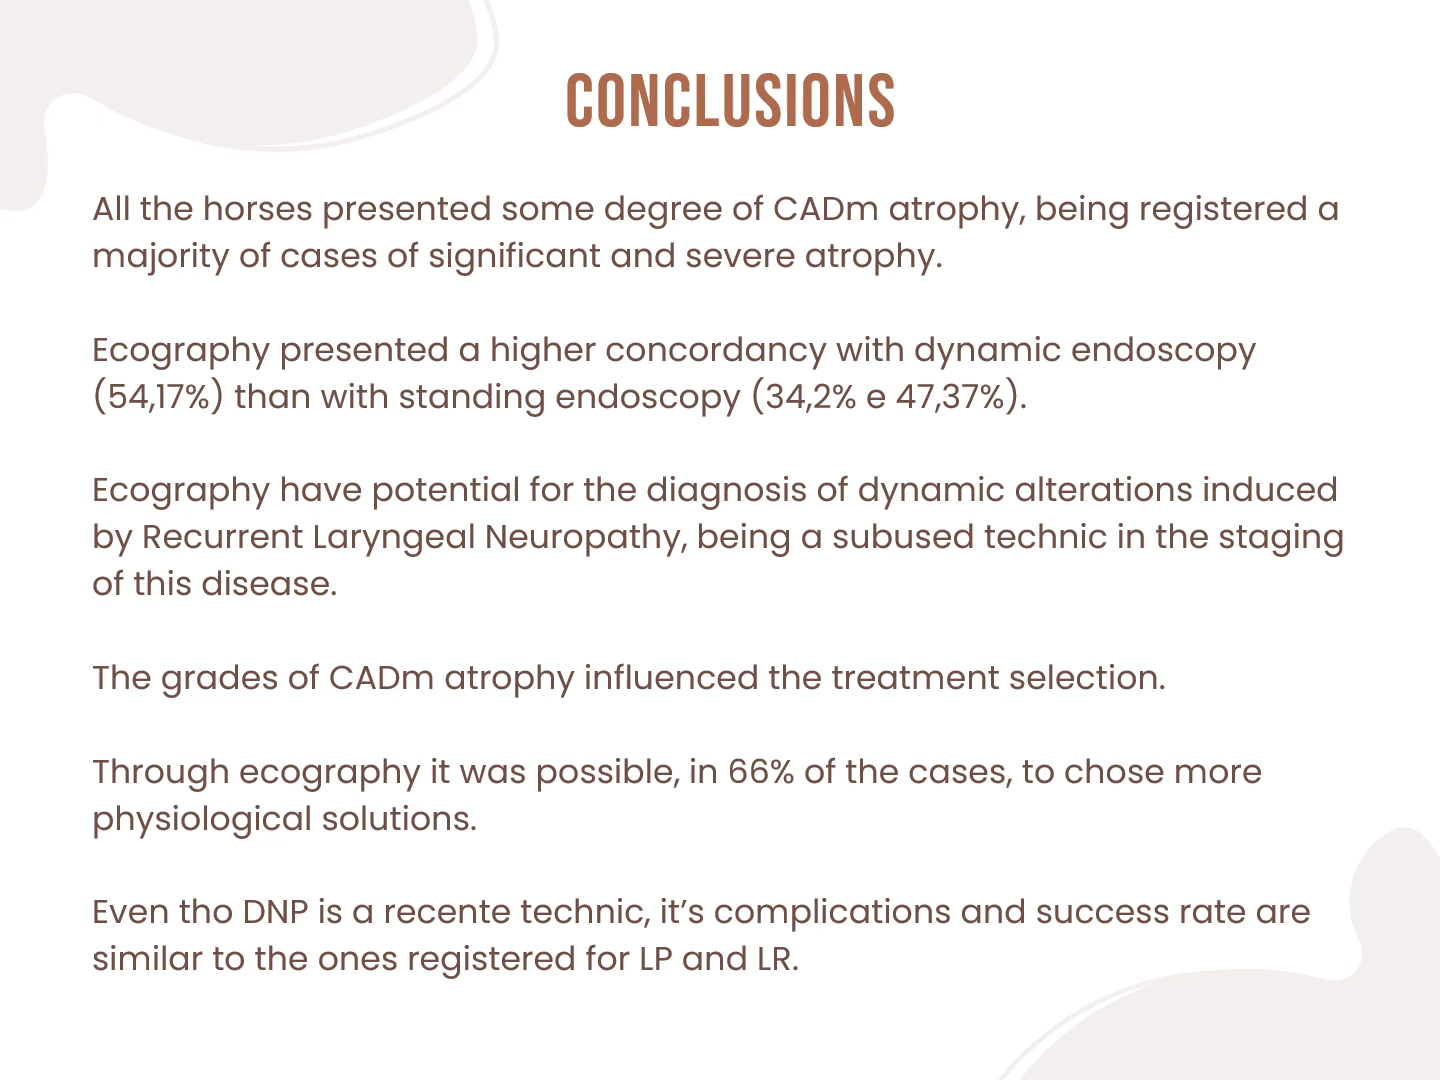 CONCLUSIONS
All the horses presented some degree of CADm atrophy, being registered a
majority of cases of significant and severe atrophy.
Ecography presented a higher concordancy with dynamic endoscopy
(54,17%) than with standing endoscopy (34,2% e 47,37%).
Ecography have potential for the diagnosis of dynamic alterations induced
by Recurrent Laryngeal Neuropathy, being a subused technic in the staging
of this disease.
The grades of CADm atrophy influenced the treatment selection.
Through ecography it was possible, in 66% of the cases, to chose more
physiological solutions.
Even tho DNP is a recente technic, it’s complications and success rate are
similar to the ones registered for LP and LR.